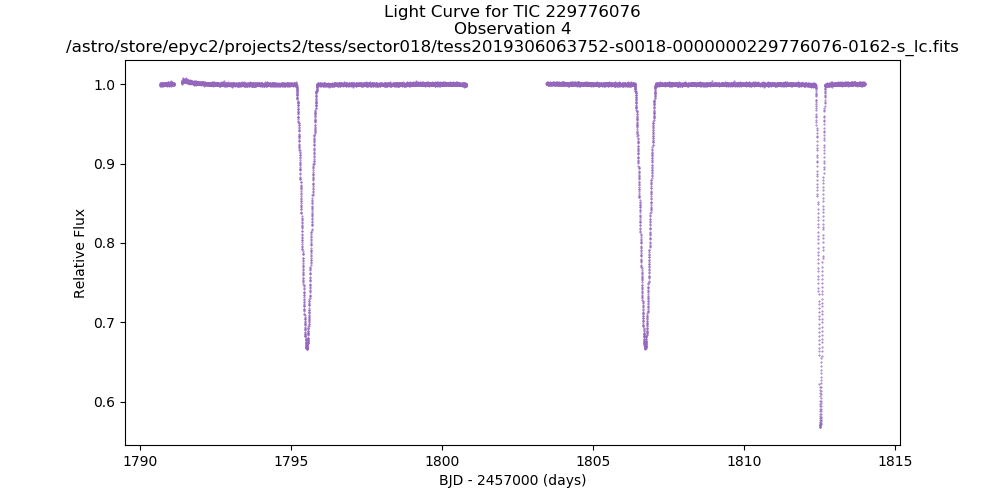 Light Curve for TIC 229776076
Observation 4
/astro/store/epyc2/projects2/tess/sector018/tess2019306063752-s0018-0000000229776076-0162-s_lc.fits
1.0
0.9
0.8
0.7
0.6
Relative Flux
1790 1795 1800 1805 1810 1815
BJD - 2457000 (days)